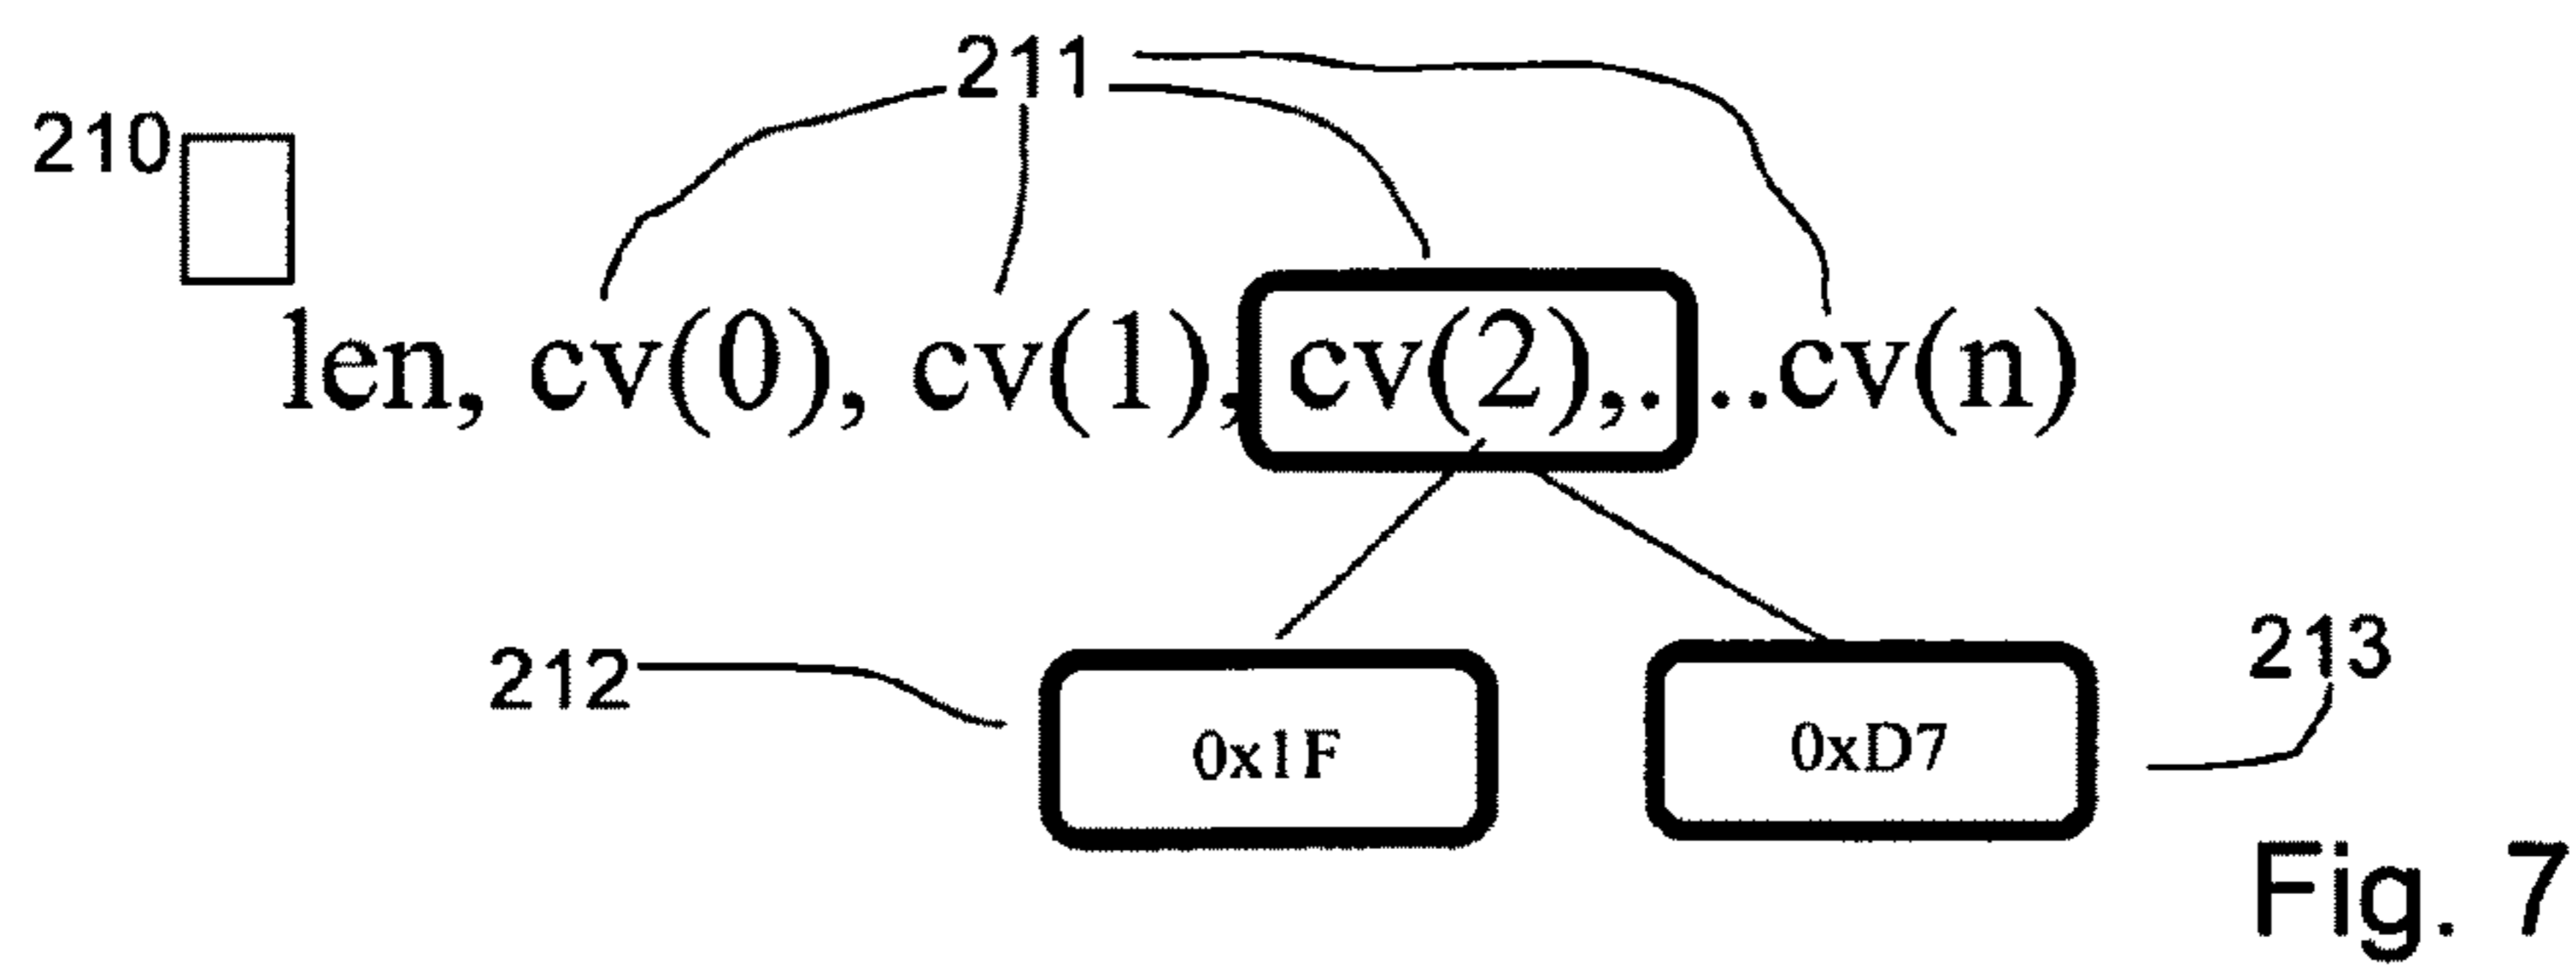 211
210
len, cv(0), cv(1), cv(2),. ...cv(n)
212
213
0x1F
0xD7
Fig. 7